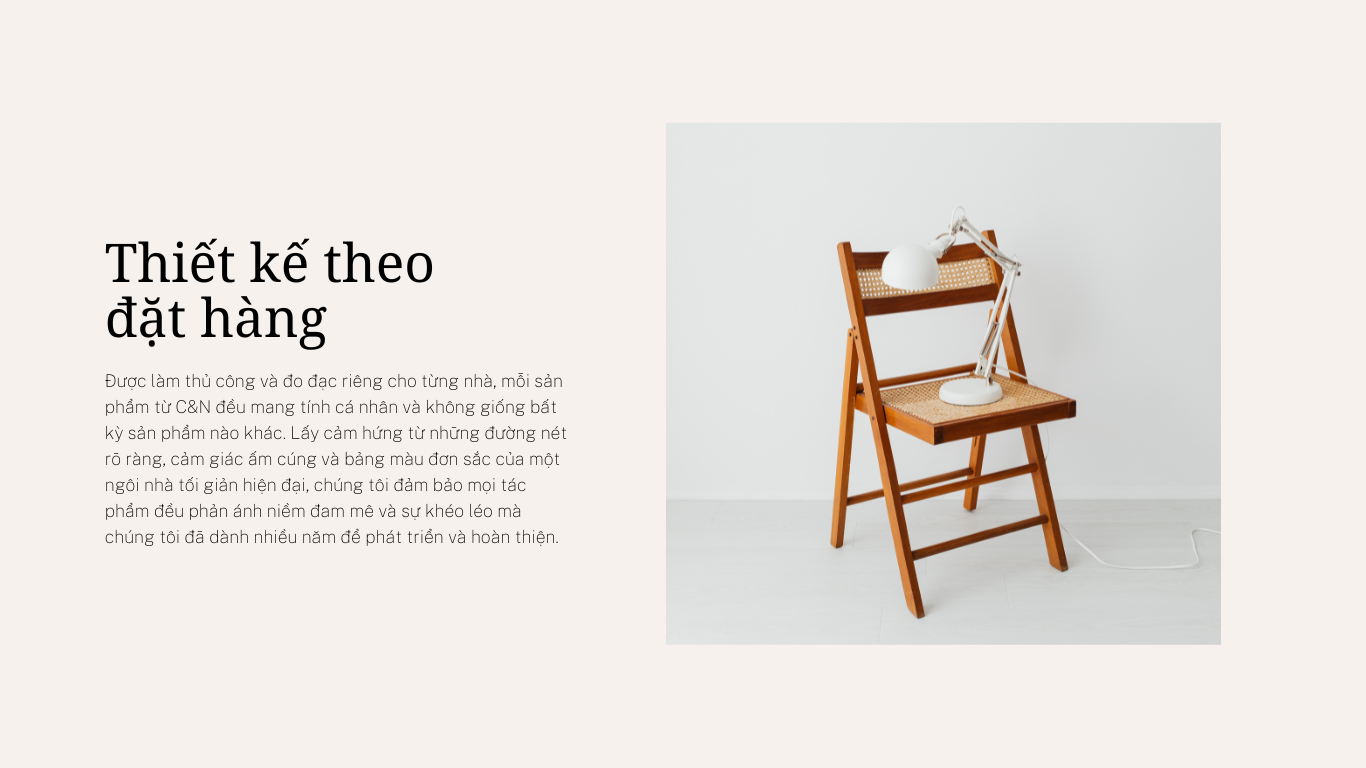 Thiết kế theo
đặt hàng
Được làm thủ công và đo đạc riêng cho từng nhà, mỗi sản
phẩm từ C&N đều mang tính cá nhân và không giống bất
kỳ sản phẩm nào khác. Lấy cảm hứng từ những đường nét
rõ ràng, cảm giác ấm cúng và bảng màu đơn sắc của một
ngôi nhà tối giản hiện đại, chúng tôi đảm bảo mọi tác
phẩm đều phản ánh niềm đam mê và sự khéo léo mà
chúng tôi đã dành nhiều năm để phát triển và hoàn thiện.